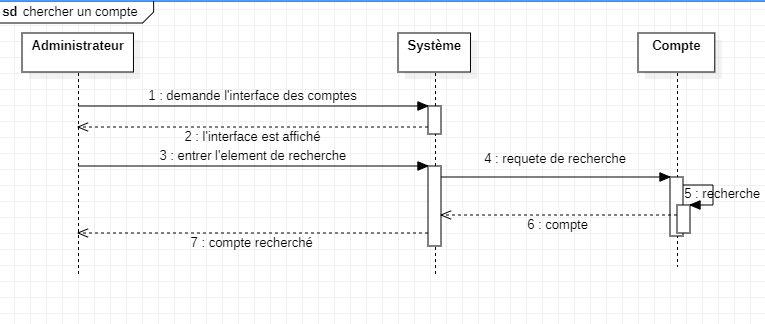 sd chercher un compte
Administrateur
Système
Compte
1 : demande l'interface des comptes
2 : l'interface est affiché
3 : entrer l'element de recherche
4 : requete de recherche
5 : recherche
6 : compte
7 : compte recherché